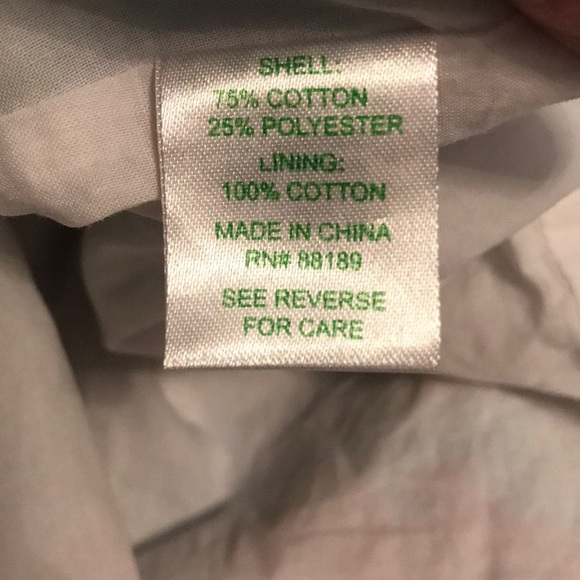 SHELL:
75% COTTON
25% POLYESTER
LINING:
100% COTTON
MADE IN CHINA
RN# 88189
SEE REVERSE
FOR CARE